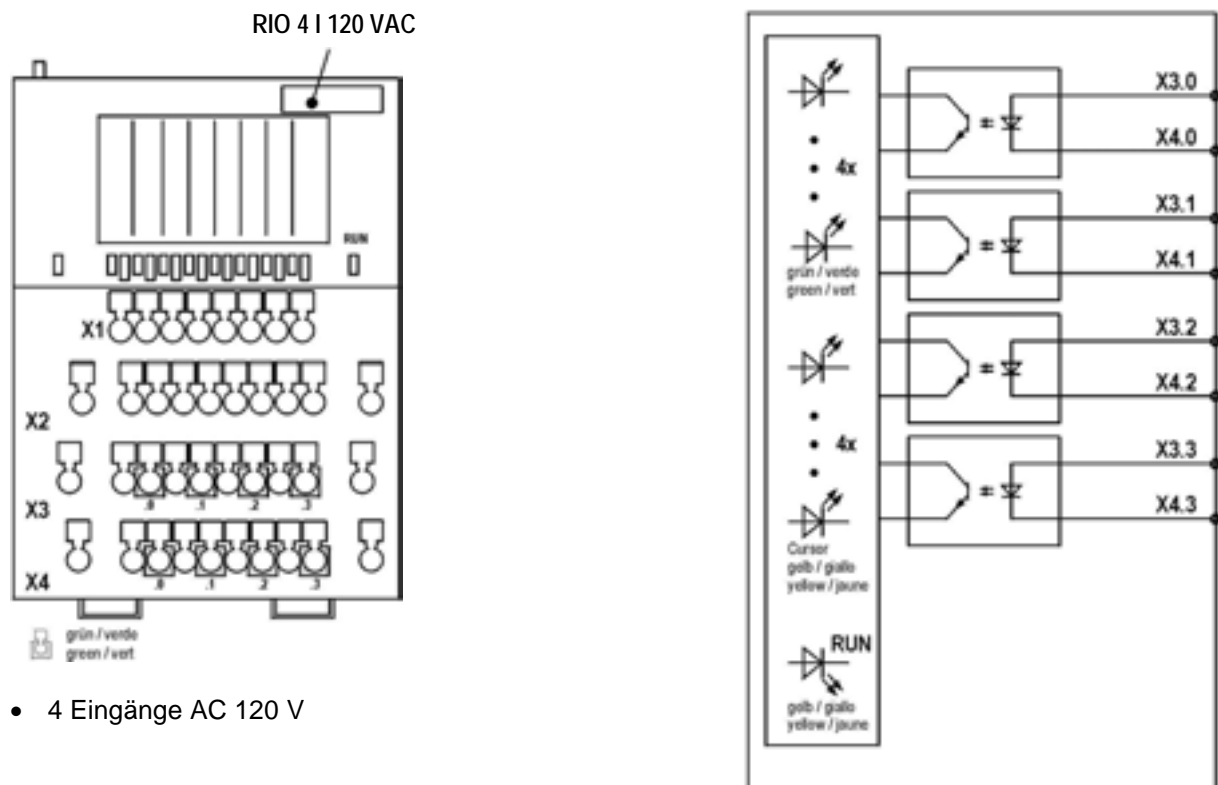 RIO 4 I 120 VAC
RUN
X1
X2
X3
.0 .1 .2 .3
X4
.0 .1 .2 .3
grün / verde
green / vert
• 4 Eingänge AC 120 V
4x
grün / verde
green / vert
4x
Cursor
gelb / giallo
yellow / jaune
RUN
gelb / giallo
yellow / jaune
X3.0
X4.0
X3.1
X4.1
X3.2
X4.2
X3.3
X4.3